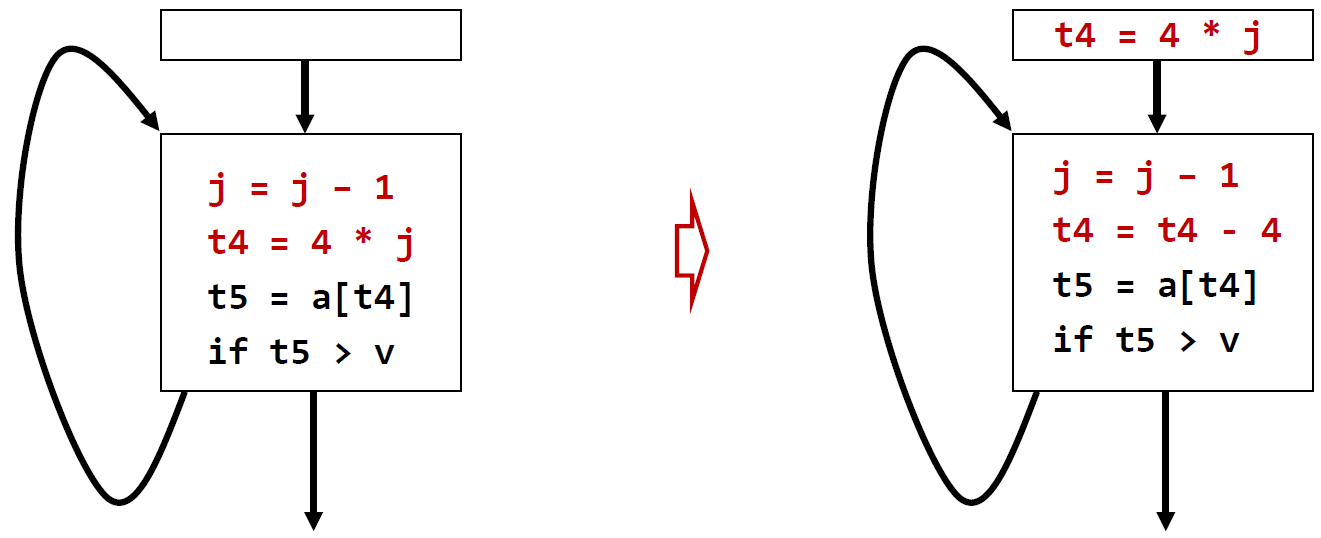 j = j – 1
t4 = 4 * j
t5 = a[t4]
if t5 > v
t4 = 4 * j
j = j – 1
t4 = t4 - 4
t5 = a[t4]
if t5 > v